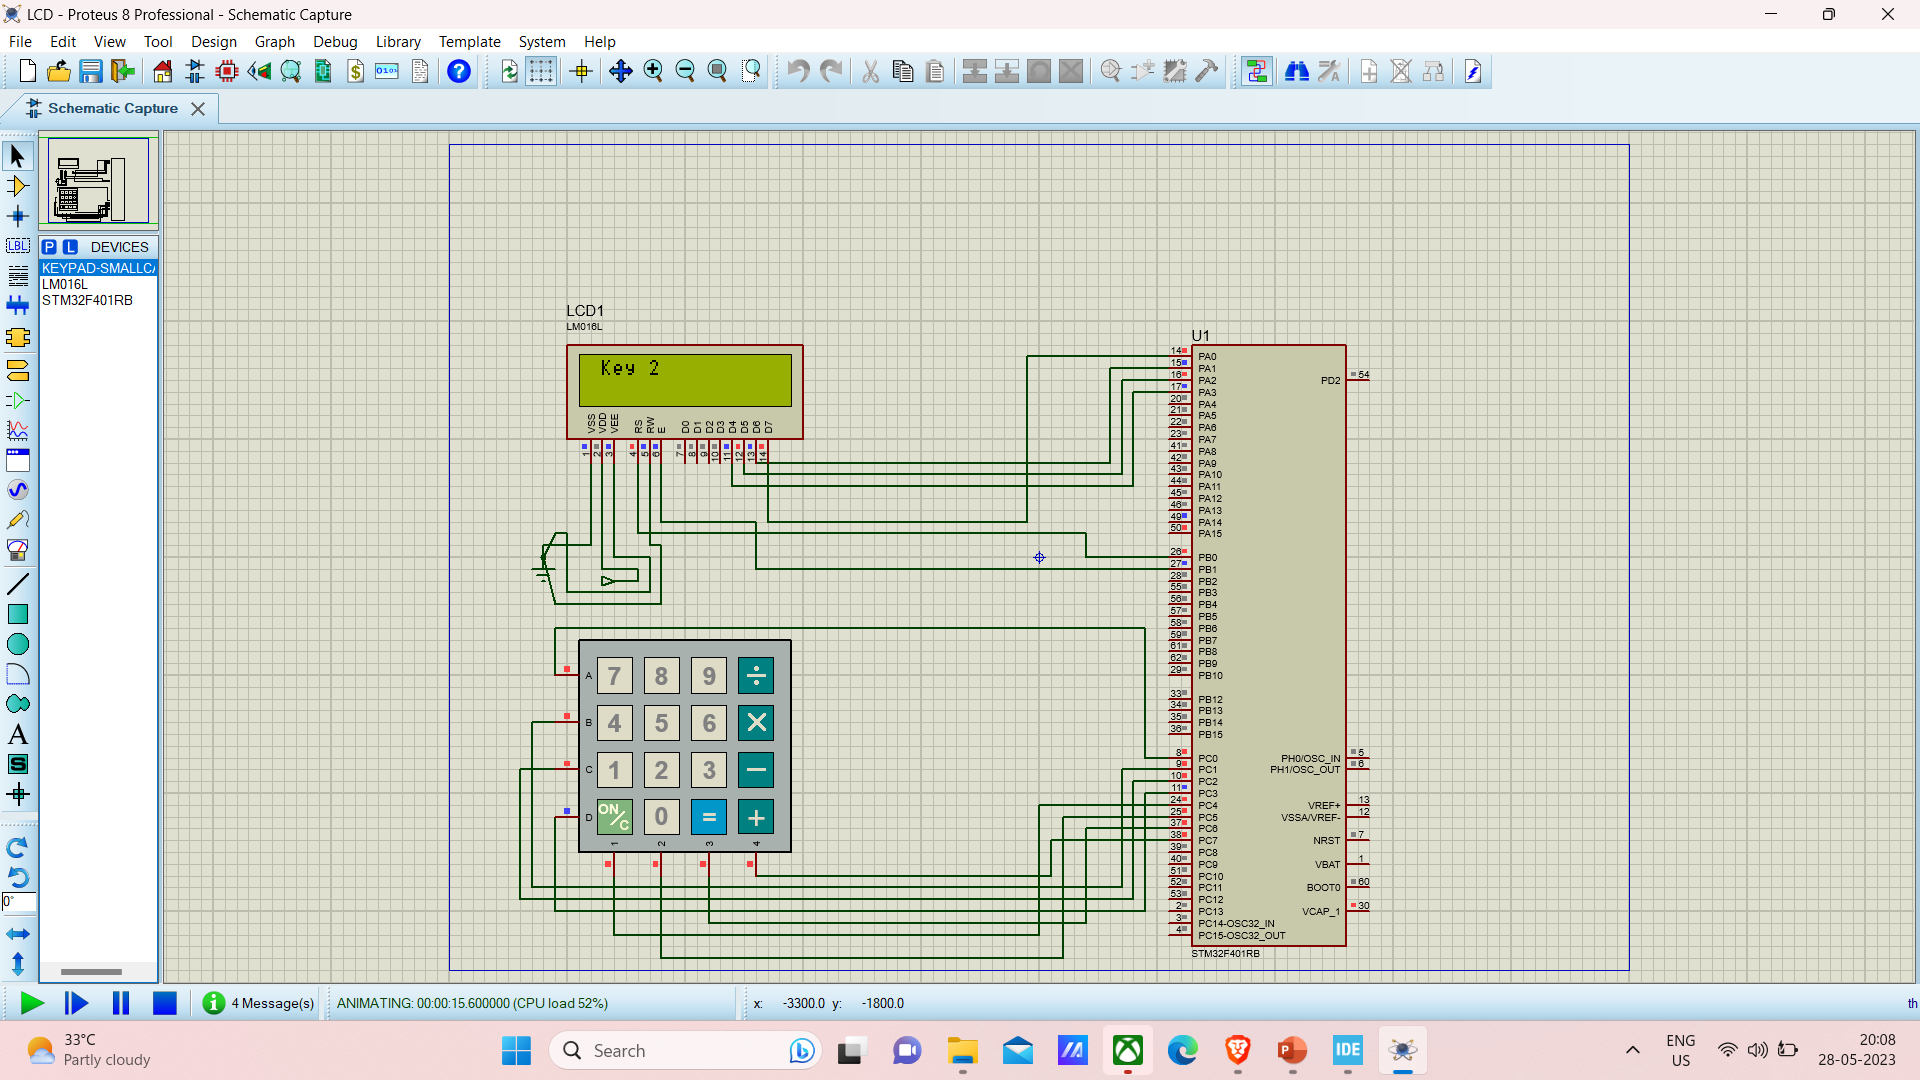 LCD - Proteus 8 Professional - Schematic Capture
File Edit View Tool Design Graph Debug Library Template System Help
Schematic Capture
P L DEVICES
KEYPAD-SMALLCA
LM016L
STM32F401RB
LBL
A
S
0°
LCD1
LM016L
Key 2
VSS VDD VEE RS RW E D0 D1 D2 D3 D4 D5 D6 D7
1 2 3 4 5 6 7 8 9 10 11 12 13 14
A 7 8 9 ÷
B 4 5 6 ×
C 1 2 3 −
D ON/C 0 = +
1 2 3 4
U1
14 PA0
15 PA1
16 PA2
17 PA3
20 PA4
21 PA5
22 PA6
23 PA7
41 PA8
42 PA9
43 PA10
44 PA11
45 PA12
46 PA13
49 PA14
50 PA15
26 PB0
27 PB1
28 PB2
55 PB3
56 PB4
57 PB5
58 PB6
59 PB7
61 PB8
62 PB9
29 PB10
33 PB12
34 PB13
35 PB14
36 PB15
8 PC0
9 PC1
10 PC2
11 PC3
24 PC4
25 PC5
37 PC6
38 PC7
39 PC8
40 PC9
51 PC10
52 PC11
53 PC12
2 PC13
3 PC14-OSC32_IN
4 PC15-OSC32_OUT
PD2 54
PH0/OSC_IN 5
PH1/OSC_OUT 6
VREF+ 13
VSSA/VREF- 12
NRST 7
VBAT 1
BOOT0 60
VCAP_1 30
STM32F401RB
4 Message(s)
ANIMATING: 00:00:15.600000 (CPU load 52%)
x: -3300.0 y: -1800.0
th
33°C
Partly cloudy
Search
IDE
ENG
US
20:08
28-05-2023